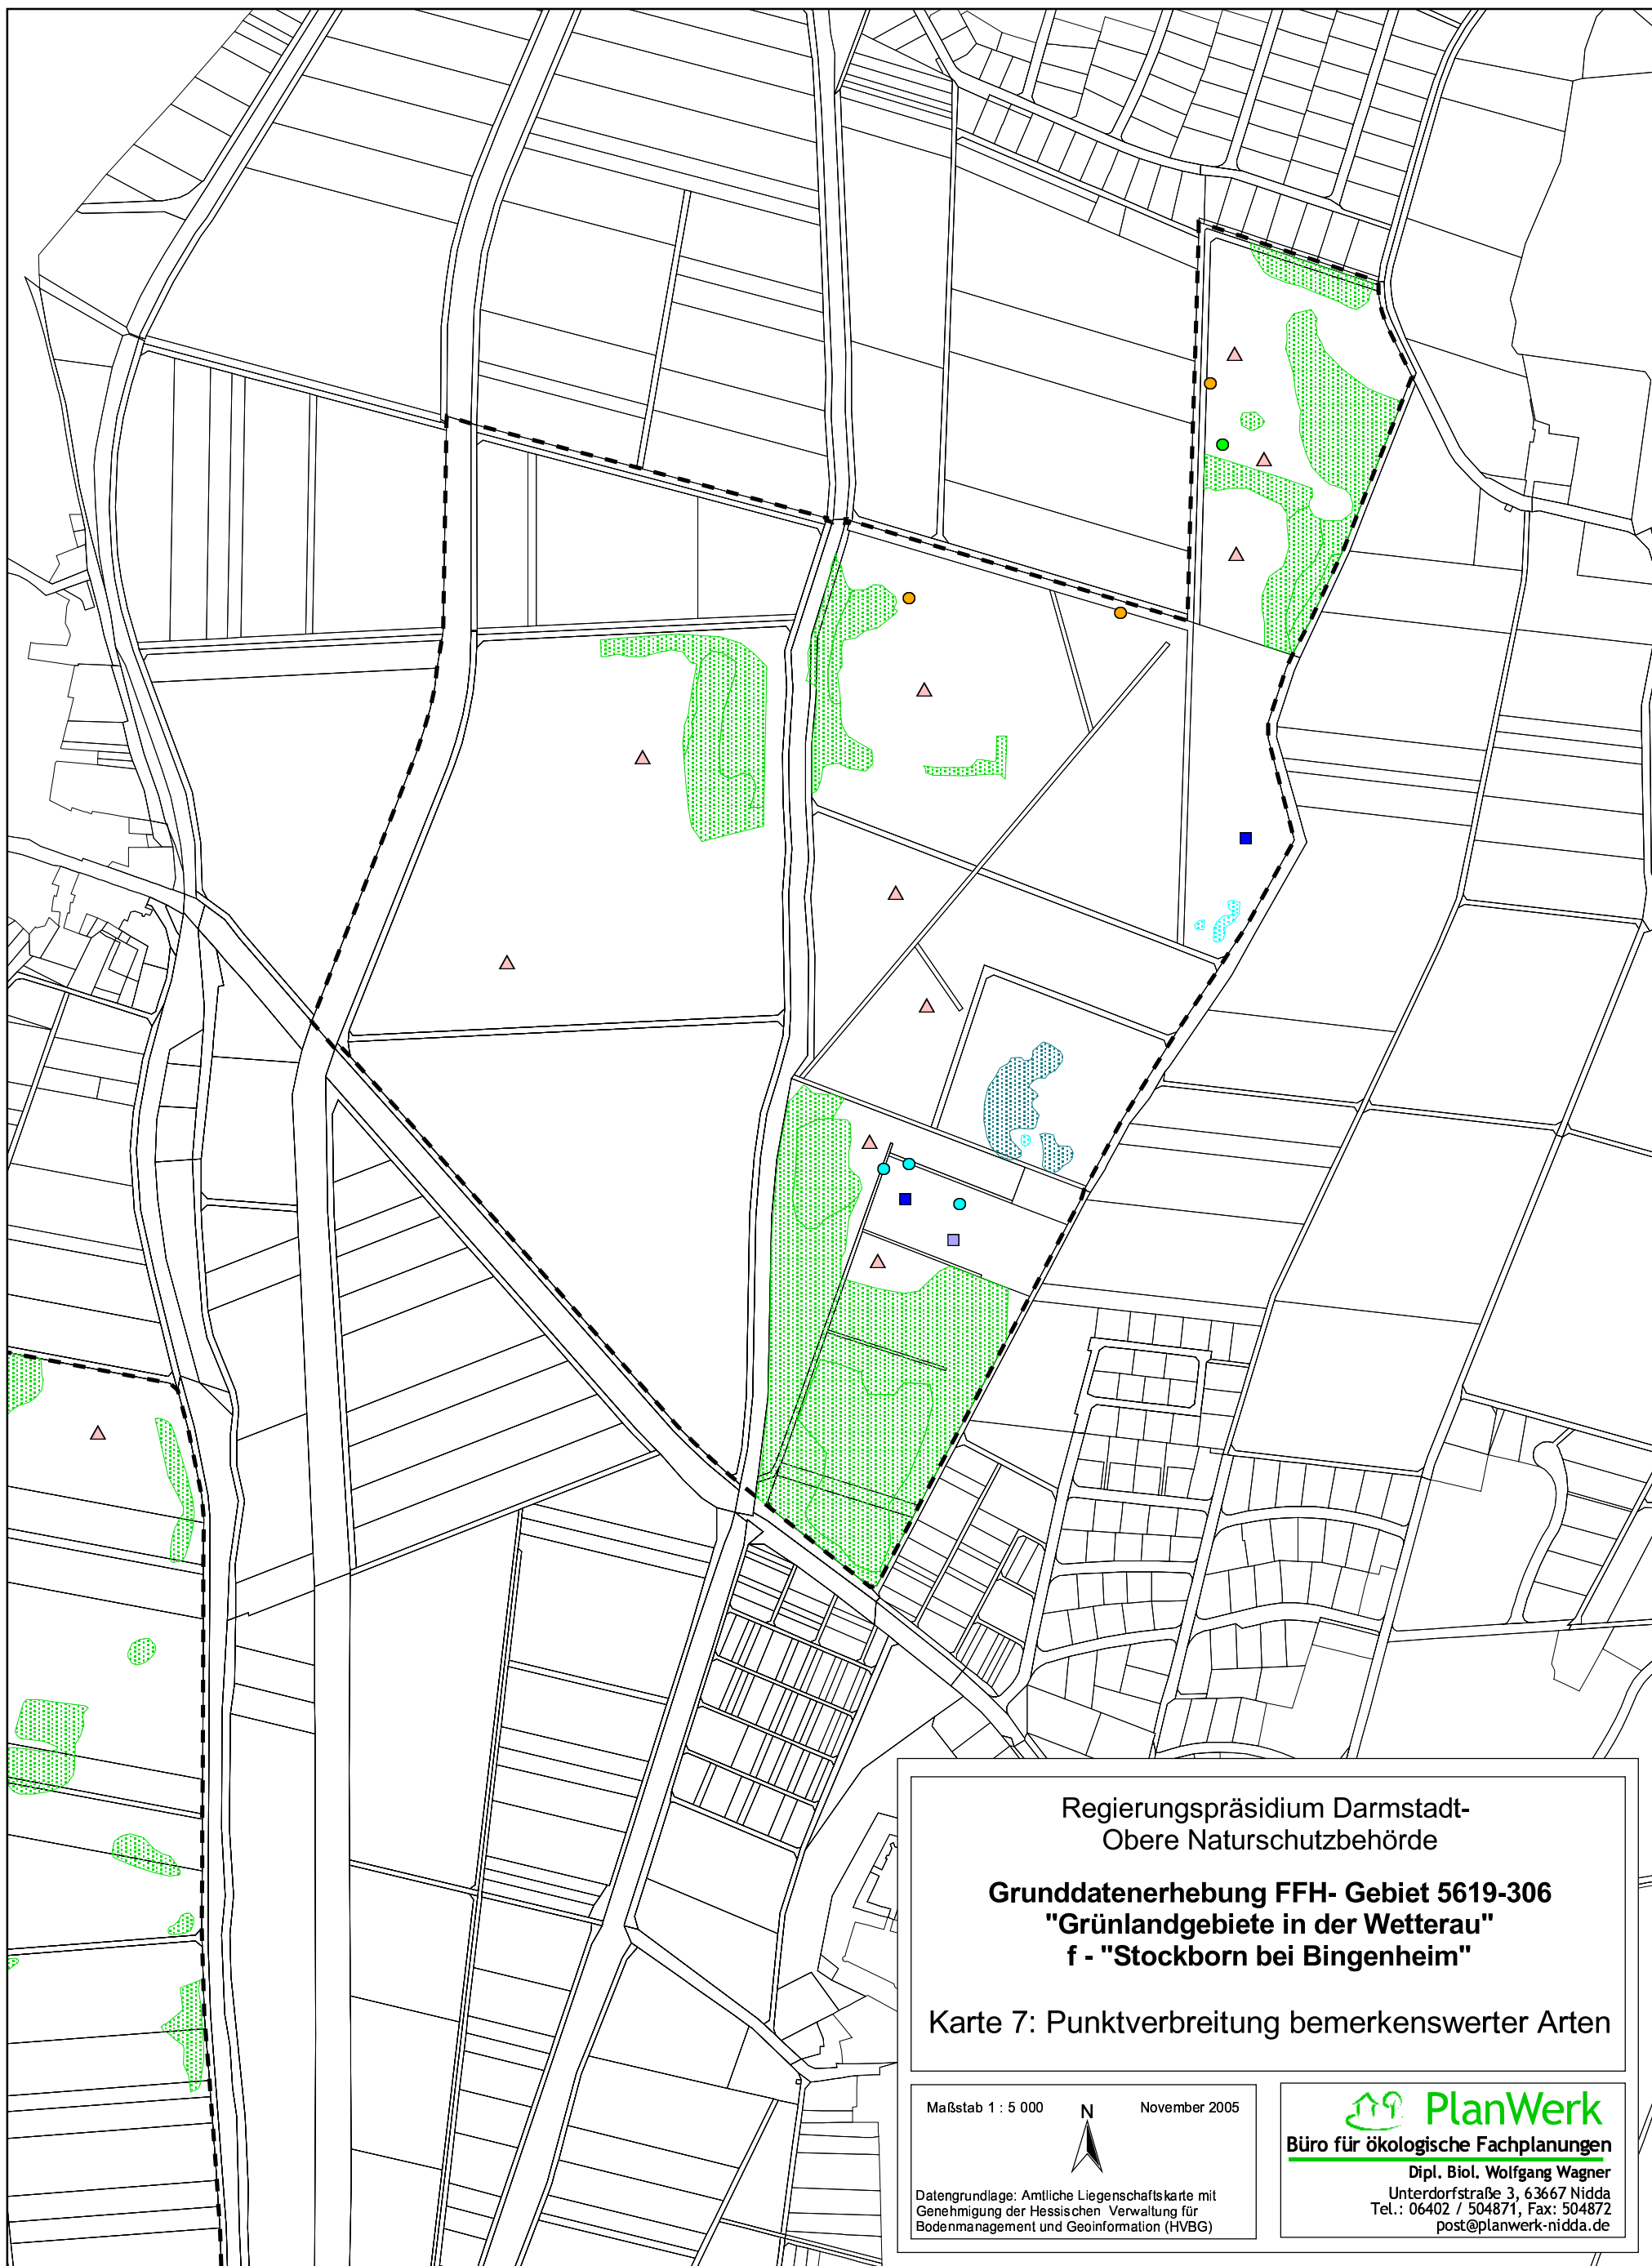 Regierungspräsidium Darmstadt-
Obere Naturschutzbehörde
Grunddatenerhebung FFH- Gebiet 5619-306
"Grünlandgebiete in der Wetterau"
f - "Stockborn bei Bingenheim"
Karte 7: Punktverbreitung bemerkenswerter Arten
Maßstab 1 : 5 000
N
November 2005
Datengrundlage: Amtliche Liegenschaftskarte mit
Genehmigung der Hessischen Verwaltung für
Bodenmanagement und Geoinformation (HVBG)
PlanWerk
Büro für ökologische Fachplanungen
Dipl. Biol. Wolfgang Wagner
Unterdorfstraße 3, 63667 Nidda
Tel.: 06402 / 504871, Fax: 504872
post@planwerk-nidda.de